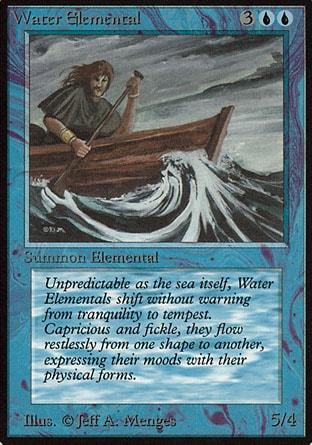 Water Elemental 3
Summon Elemental
Unpredictable as the sea itself, Water
Elementals shift without warning
from tranquility to tempest.
Capricious and fickle, they flow
restlessly from one shape to another,
expressing their moods with their
physical forms.
Illus. © Jeff A. Menges 5/4